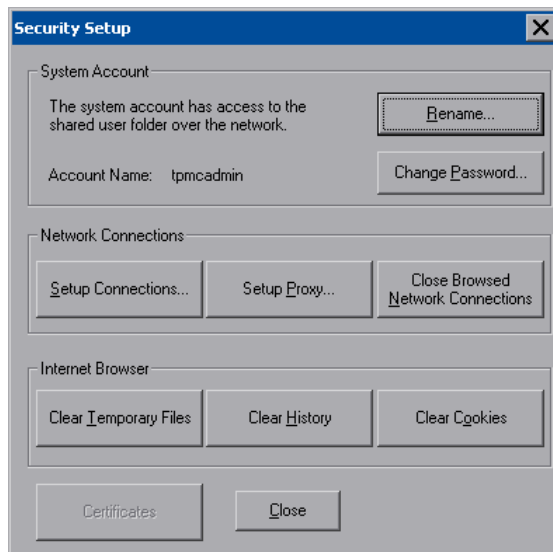 Security Setup
System Account
The system account has access to the
shared user folder over the network.
Rename...
Account Name: tpmcadmin
Change Password...
Network Connections
Setup Connections...
Setup Proxy...
Close Browsed
Network Connections
Internet Browser
Clear Temporary Files
Clear History
Clear Cookies
Certificates
Close